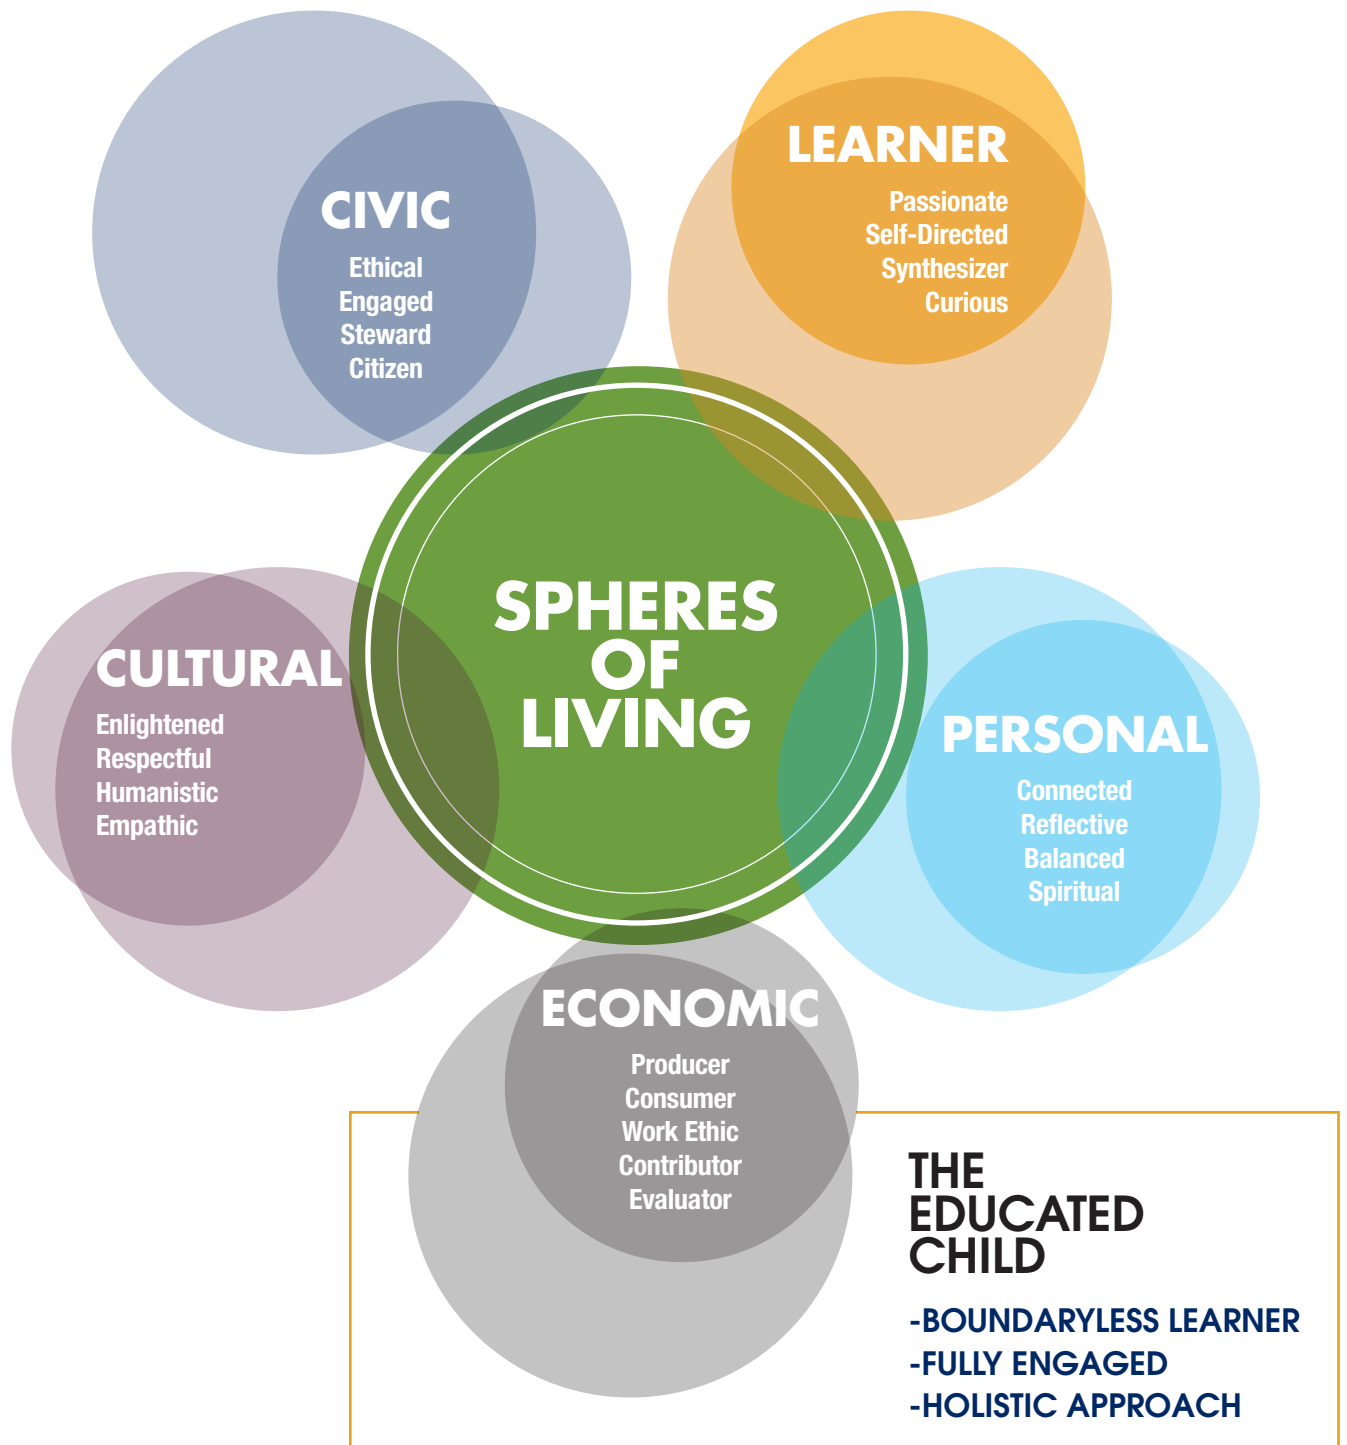 CIVIC
Ethical
Engaged
Steward
Citizen
LEARNER
Passionate
Self-Directed
Synthesizer
Curious
SPHERES
OF
LIVING
CULTURAL
Enlightened
Respectful
Humanistic
Empathic
PERSONAL
Connected
Reflective
Balanced
Spiritual
ECONOMIC
Producer
Consumer
Work Ethic
Contributor
Evaluator
THE
EDUCATED
CHILD
-BOUNDARYLESS LEARNER
-FULLY ENGAGED
-HOLISTIC APPROACH